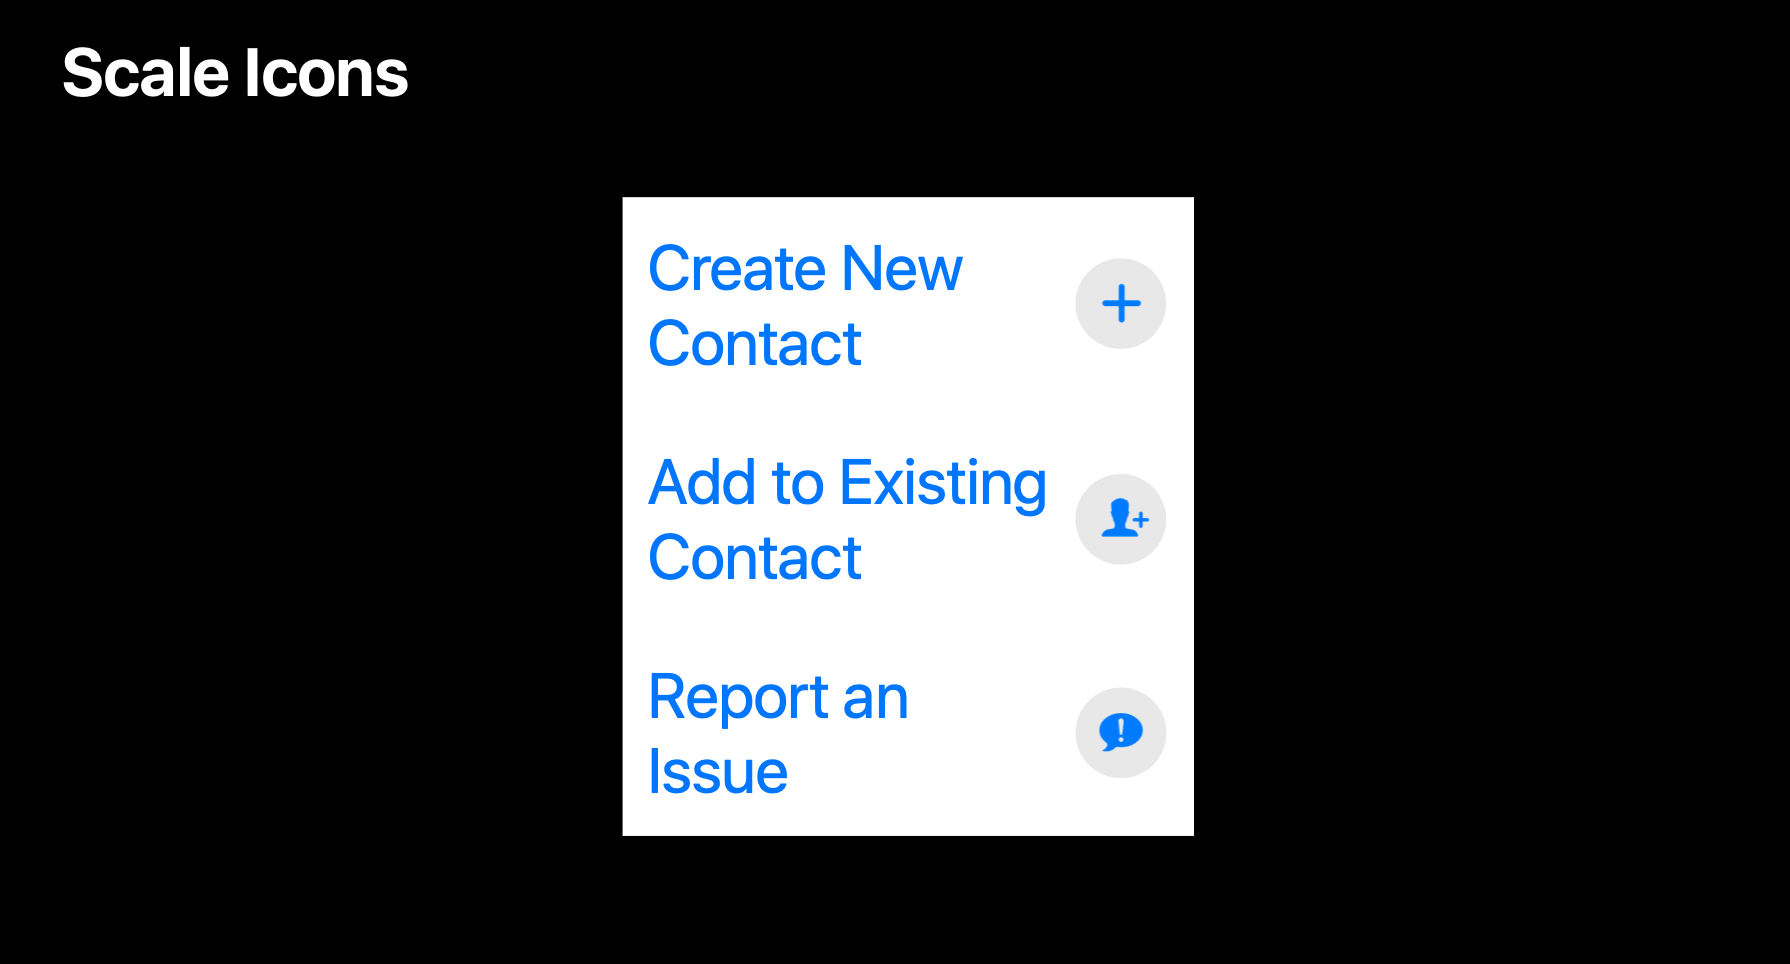 Scale Icons
Create New
Contact
Add to Existing
Contact
Report an
Issue